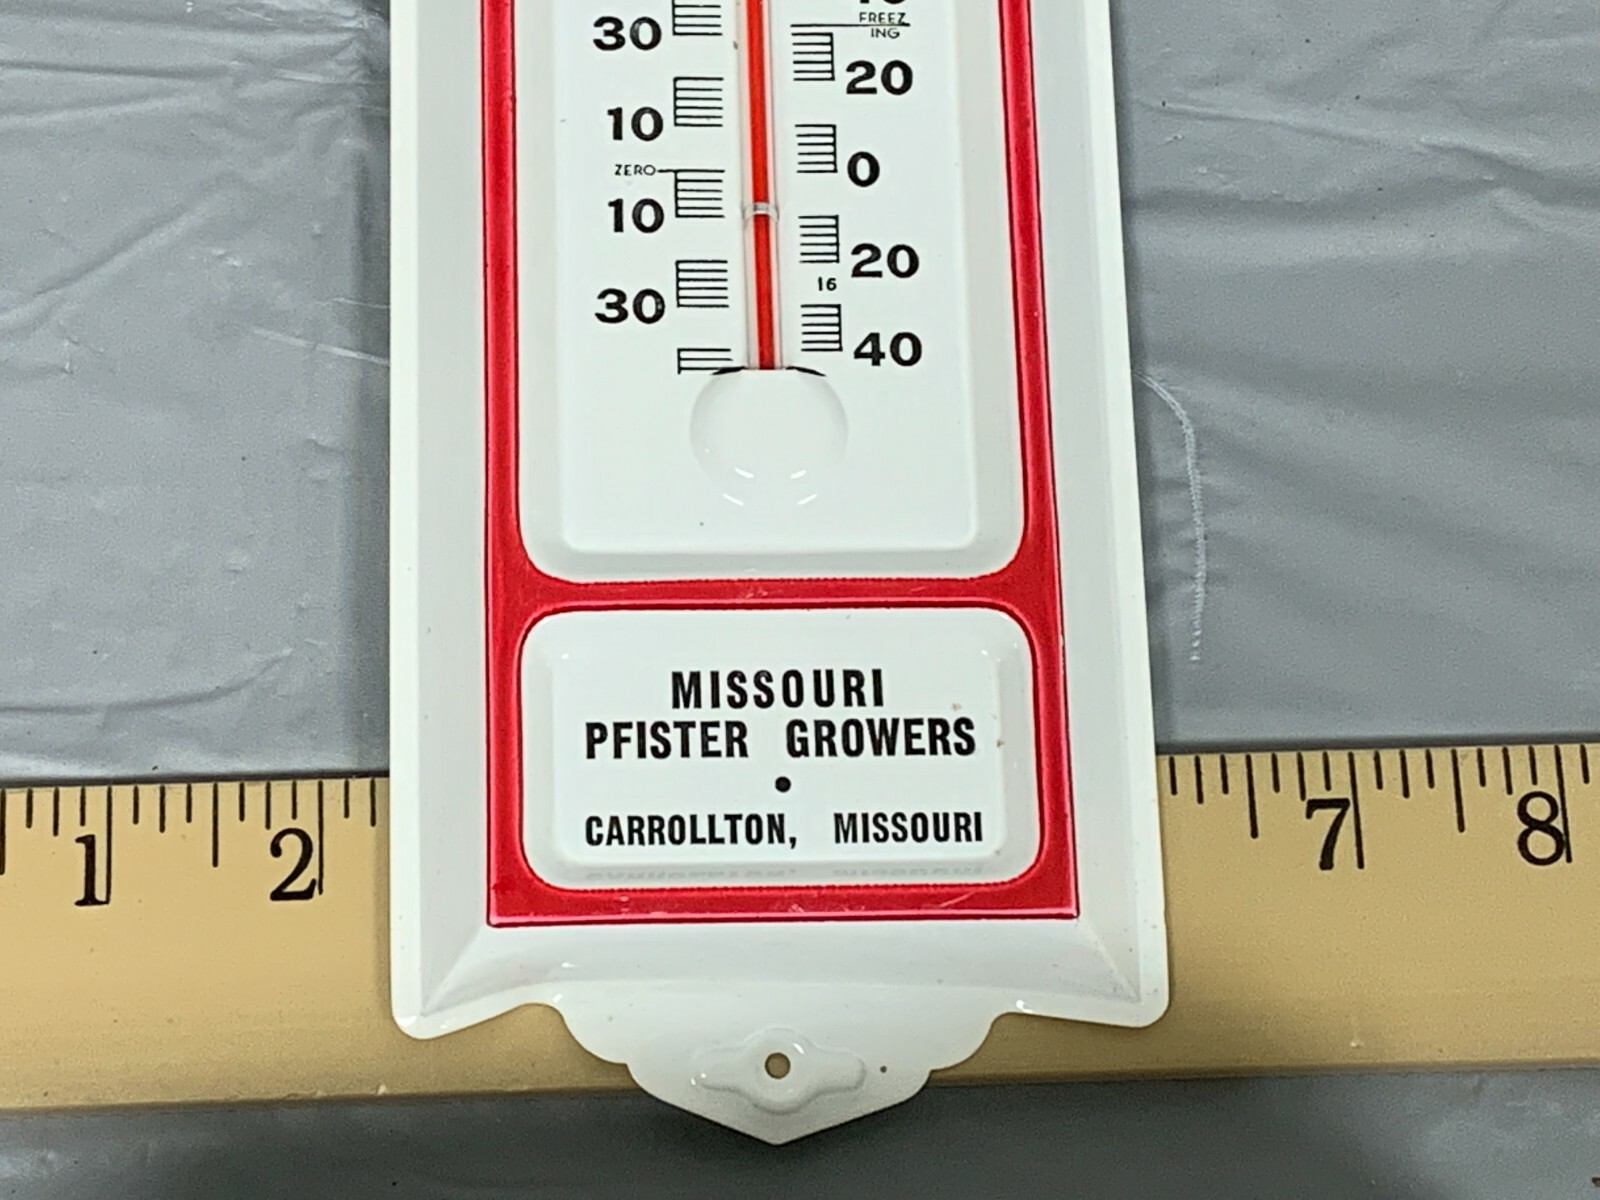 30
FREEZ
ING
20
10
0
ZERO
10
20
16
30
40
MISSOURI
PFISTER GROWERS
•
CARROLLTON, MISSOURI
1 2 7 8